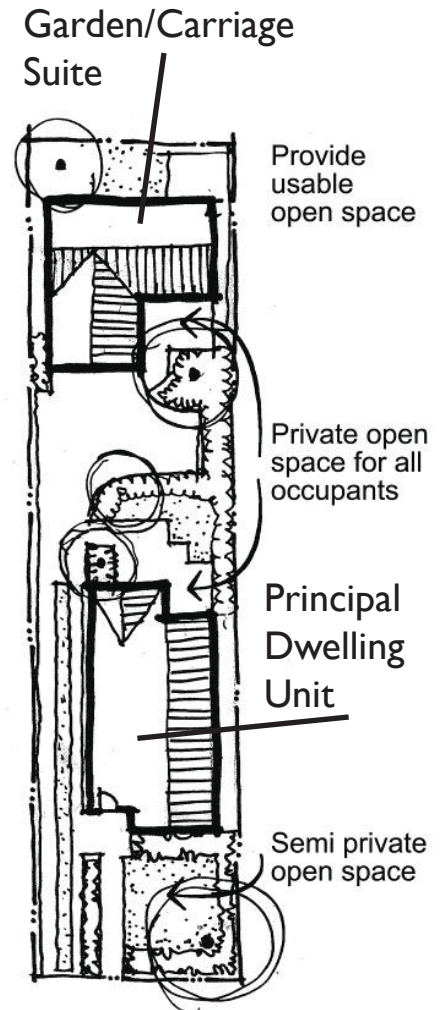 Garden/Carriage
Suite
Provide
usable
open space
Private open
space for all
occupants
Principal
Dwelling
Unit
Semi private
open space